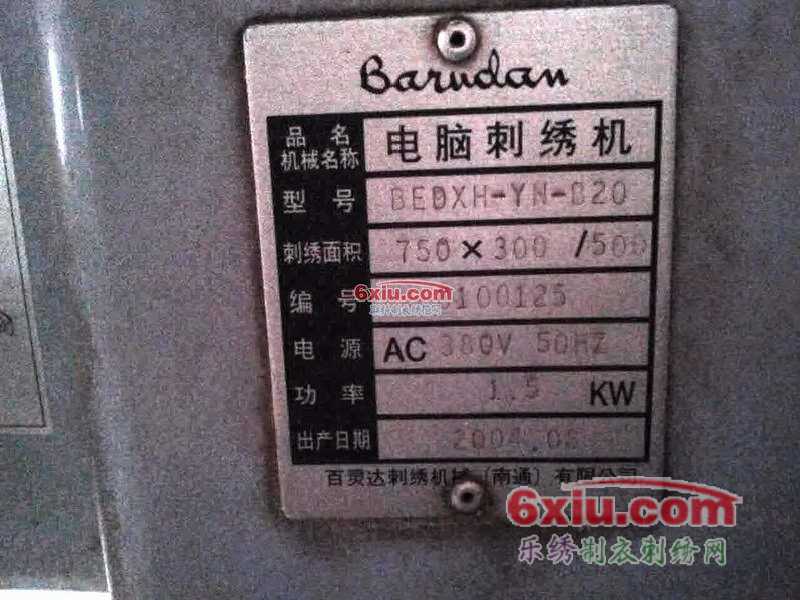 Barudan
品名
机械名称 电脑刺绣机
型号 BEDXH-YN-B20
刺绣面积 750×300 /500
编号 100125
电源 AC 380V 50HZ
功率 1.5 KW
出产日期 2004.08
百灵达刺绣机械(南通)有限公司
6xiu.com
6xiu.com
乐绣制衣刺绣网